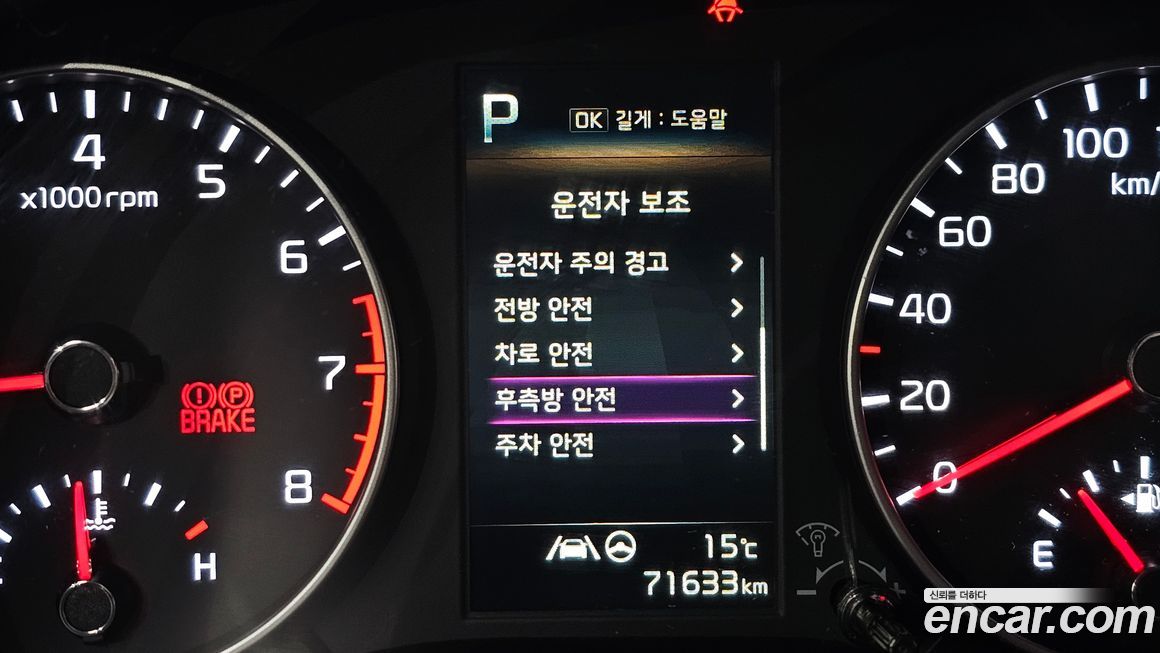 P
OK 길게 : 도움말
운전자 보조
운전자 주의 경고
전방 안전
차로 안전
후측방 안전
주차 안전
15℃
71633km
4
5
6
7
8
x1000rpm
BRAKE
H
100
80
60
40
20
0
km/
E
신뢰를 더하다
encar.com